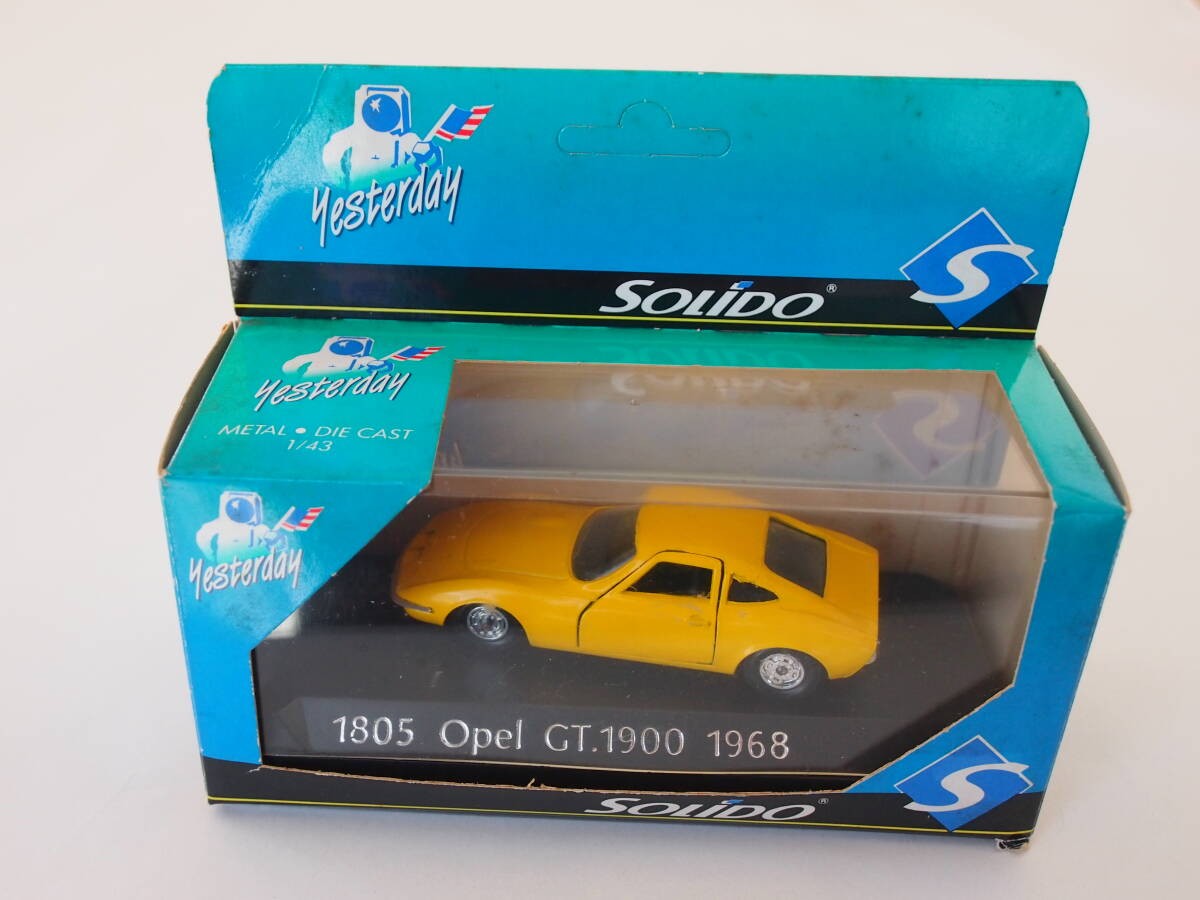 Yesterday
SOLIDO®
S
Yesterday
METAL • DIE CAST
1/43
Yesterday
1805 Opel GT.1900 1968
S
SOLIDO®